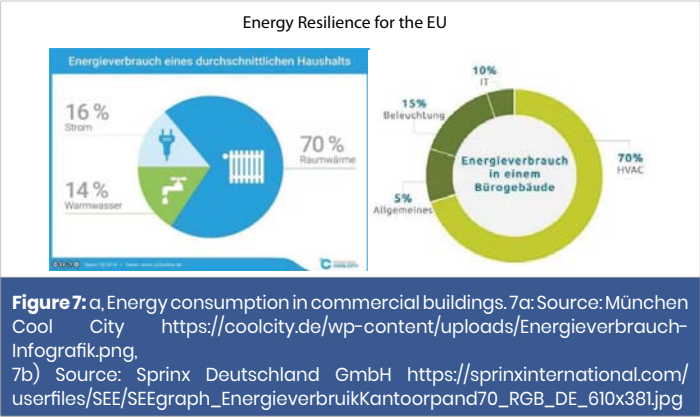 Energy Resilience for the EU
Energieverbrauch eines durchschnittlichen Haushalts
16 %
Strom
70 %
Raumwärme
14 %
Warmwasser
10%
IT
15%
Beleuchtung
70%
HVAC
Energieverbrauch
in einem
Bürogebäude
5%
Allgemeines
Figure 7: a, Energy consumption in commercial buildings. 7a: Source: München
Cool City https://coolcity.de/wp-content/uploads/Energieverbrauch-
Infografik.png,
7b) Source: Sprinx Deutschland GmbH https://sprinxinternational.com/
userfiles/SEE/SEEgraph_EnergieverbruikKantoorpand70_RGB_DE_610x381.jpg